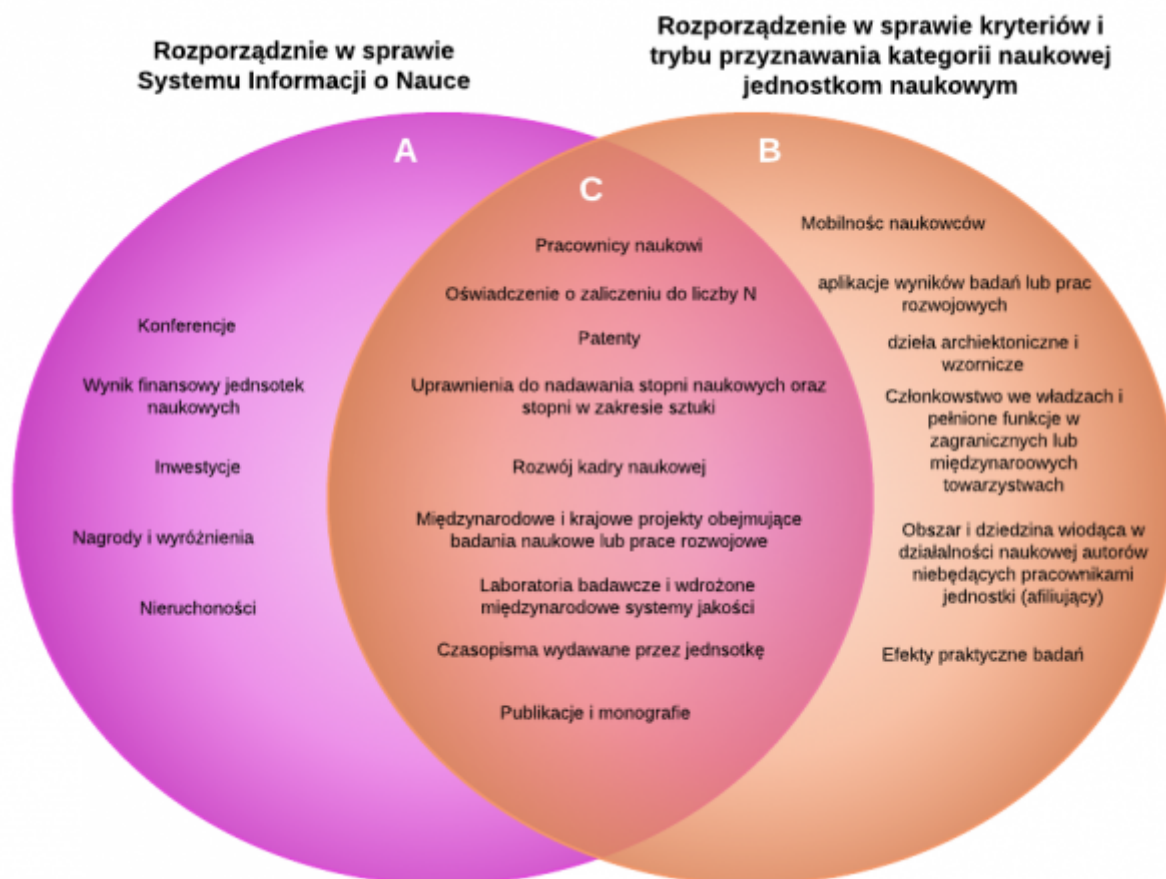 Rozporządznie w sprawie
Systemu Informacji o Nauce
Rozporządzenie w sprawie kryteriów i
trybu przyznawania kategorii naukowej
jednostkom naukowym
A
Konferencje
Wynik finansowy jednsotek
naukowych
Inwestycje
Nagrody i wyróżnienia
Nieruchoności
C
Pracownicy naukowi
Oświadczenie o zaliczeniu do liczby N
Patenty
Uprawnienia do nadawania stopni naukowych oraz
stopni w zakresie sztuki
Rozwój kadry naukowej
Międzynarodowe i krajowe projekty obejmujące
badania naukowe lub prace rozwojowe
Laboratoria badawcze i wdrożone
międzynarodowe systemy jakości
Czasopisma wydawane przez jednsotkę
Publikacje i monografie
B
Mobilnośc naukowców
aplikacje wyników badań lub prac
rozwojowych
dzieła archiektoniczne i
wzornicze
Członkowstwo we władzach i
pełnione funkcje w
zagranicznych lub
międzynaroowych
towarzystwach
Obszar i dziedzina wiodąca w
działalności naukowej autorów
niebędących pracownikami
jednostki (afiliujący)
Efekty praktyczne badań